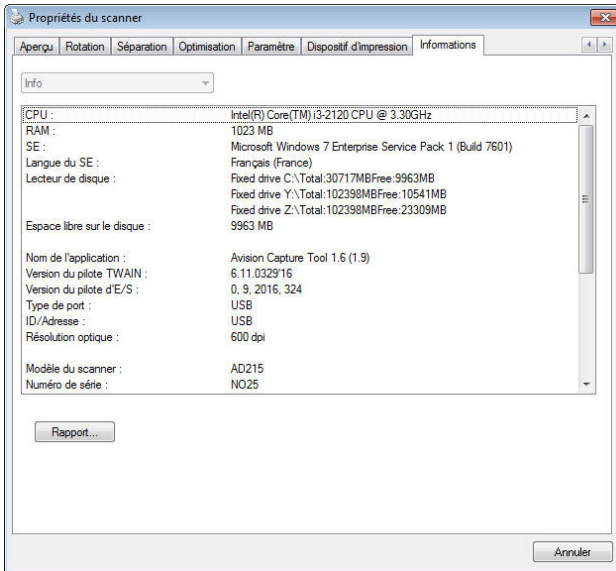 Propriétés du scanner
Aperçu Rotation Séparation Optimisation Paramètre Dispositif d'impression Informations
Info
CPU : Intel(R) Core(TM) i3-2120 CPU @ 3.30GHz
RAM : 1023 MB
SE : Microsoft Windows 7 Enterprise Service Pack 1 (Build 7601)
Langue du SE : Français (France)
Lecteur de disque : Fixed drive C:\Total:30717MBFree:9963MB
Fixed drive Y:\Total:102398MBFree:10541MB
Fixed drive Z:\Total:102398MBFree:23309MB
Espace libre sur le disque : 9963 MB
Nom de l'application : Avision Capture Tool 1.6 (1.9)
Version du pilote TWAIN : 6.11.0329'16
Version du pilote d'E/S : 0, 9, 2016, 324
Type de port : USB
ID/Adresse : USB
Résolution optique : 600 dpi
Modèle du scanner : AD215
Numéro de série : NO25
Rapport...
Annuler